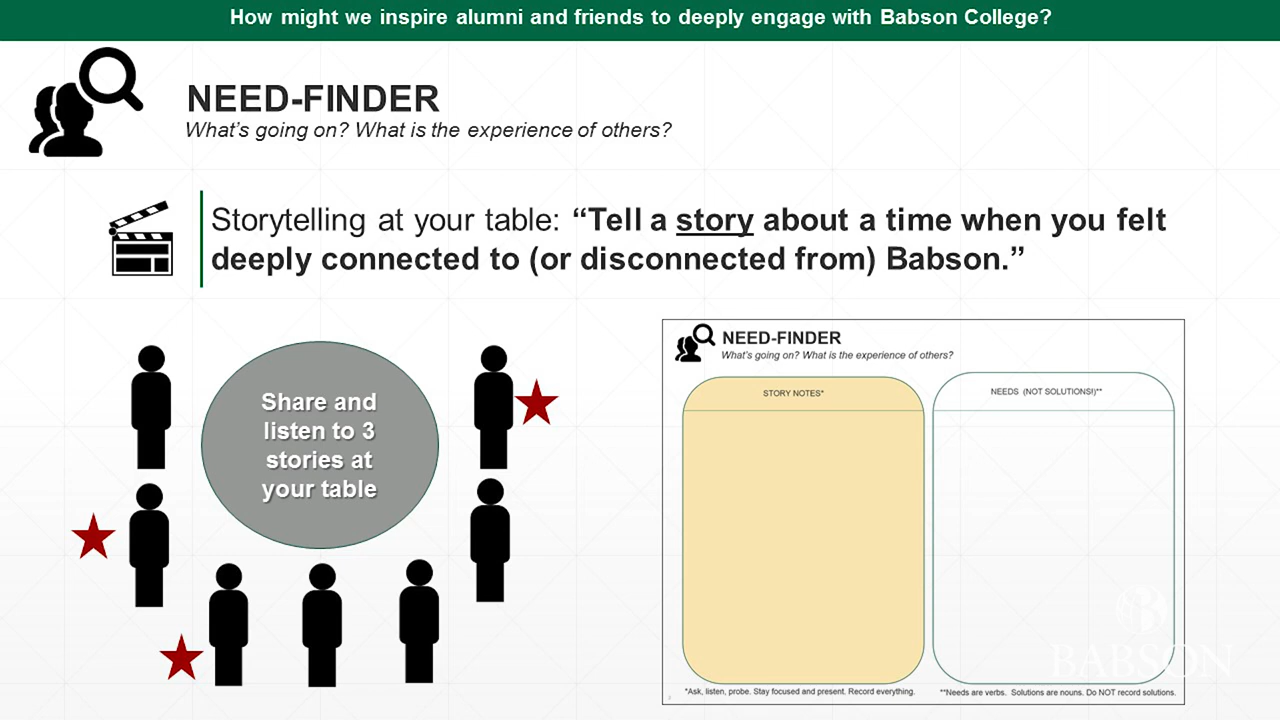 How might we inspire alumni and friends to deeply engage with Babson College?
NEED-FINDER
What's going on? What is the experience of others?
Storytelling at your table: “Tell a story about a time when you felt
deeply connected to (or disconnected from) Babson.”
Share and
listen to 3
stories at
your table
NEED-FINDER
What's going on? What is the experience of others?
STORY NOTES*
NEEDS (NOT SOLUTIONS!)**
*Ask, listen, probe. Stay focused and present. Record everything.
**Needs are verbs. Solutions are nouns. Do NOT record solutions.
B
BABSON